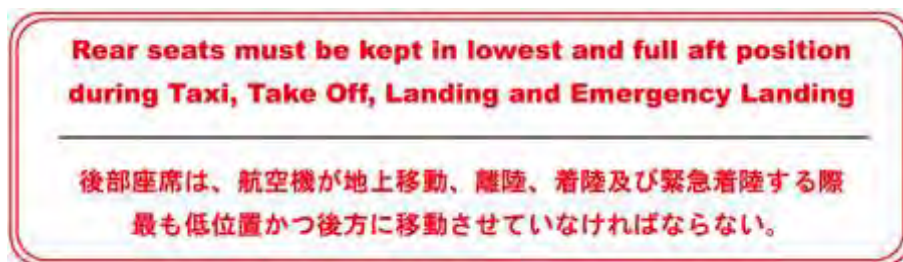 Rear seats must be kept in lowest and full aft position
during Taxi, Take Off, Landing and Emergency Landing
後部座席は、航空機が地上移動、離陸、着陸及び緊急着陸する際
最も低位置かつ後方に移動させていなければならない。